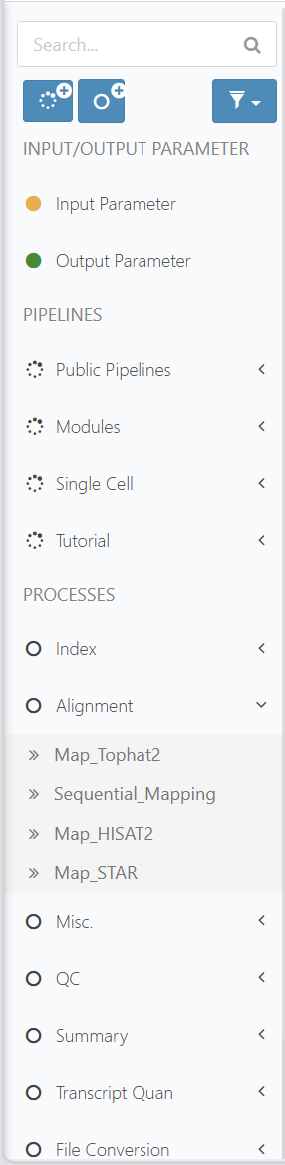 Search...
INPUT/OUTPUT PARAMETER
Input Parameter
Output Parameter
PIPELINES
Public Pipelines
Modules
Single Cell
Tutorial
PROCESSES
Index
Alignment
Map_Tophat2
Sequential_Mapping
Map_HISAT2
Map_STAR
Misc.
QC
Summary
Transcript Quan
File Conversion